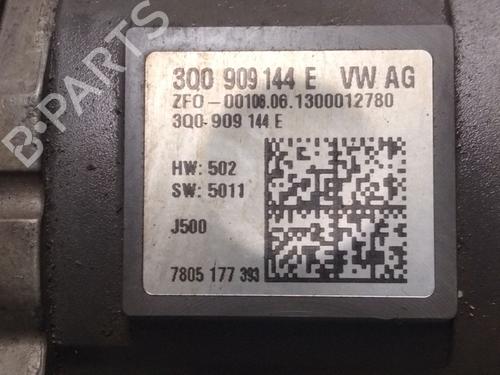 3Q0 909 144 E VW AG
ZFO-00106.06.1300012780
3Q0-909 144 E
HW: 502
SW: 5011
J500
7805 177 393
B-PARTS